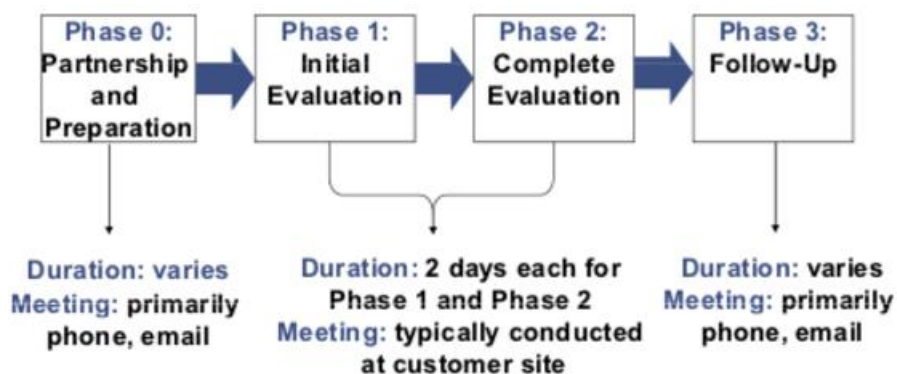 Phase 0:
Partnership
and
Preparation
Phase 1:
Initial
Evaluation
Phase 2:
Complete
Evaluation
Phase 3:
Follow-Up
Duration: varies
Meeting: primarily
phone, email
Duration: 2 days each for
Phase 1 and Phase 2
Meeting: typically conducted
at customer site
Duration: varies
Meeting: primarily
phone, email